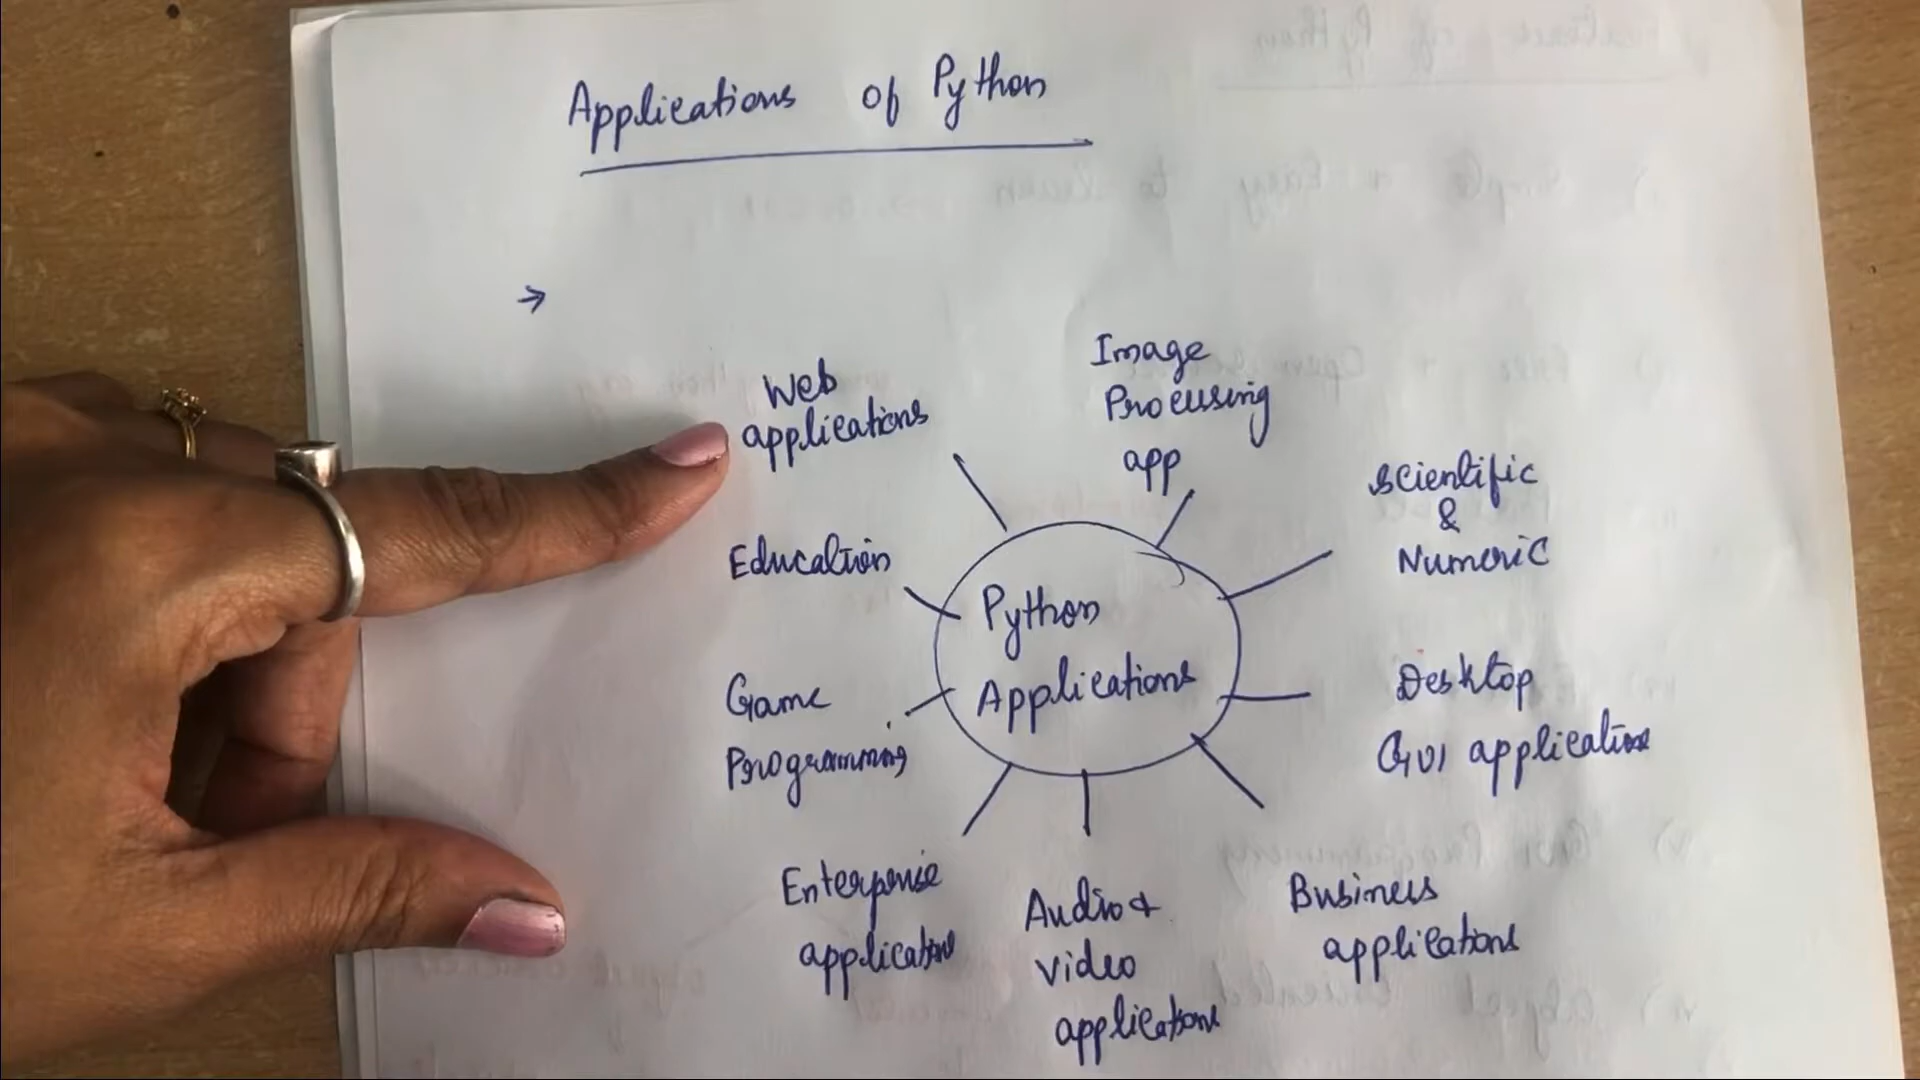 Applications of Python
→
Web
applications
Image
Processing
app
Scientific
&
Numeric
Education
Python
Applications
Game
Programming
Desktop
GUI applications
Enterprise
applications
Audio &
video
applications
Business
applications